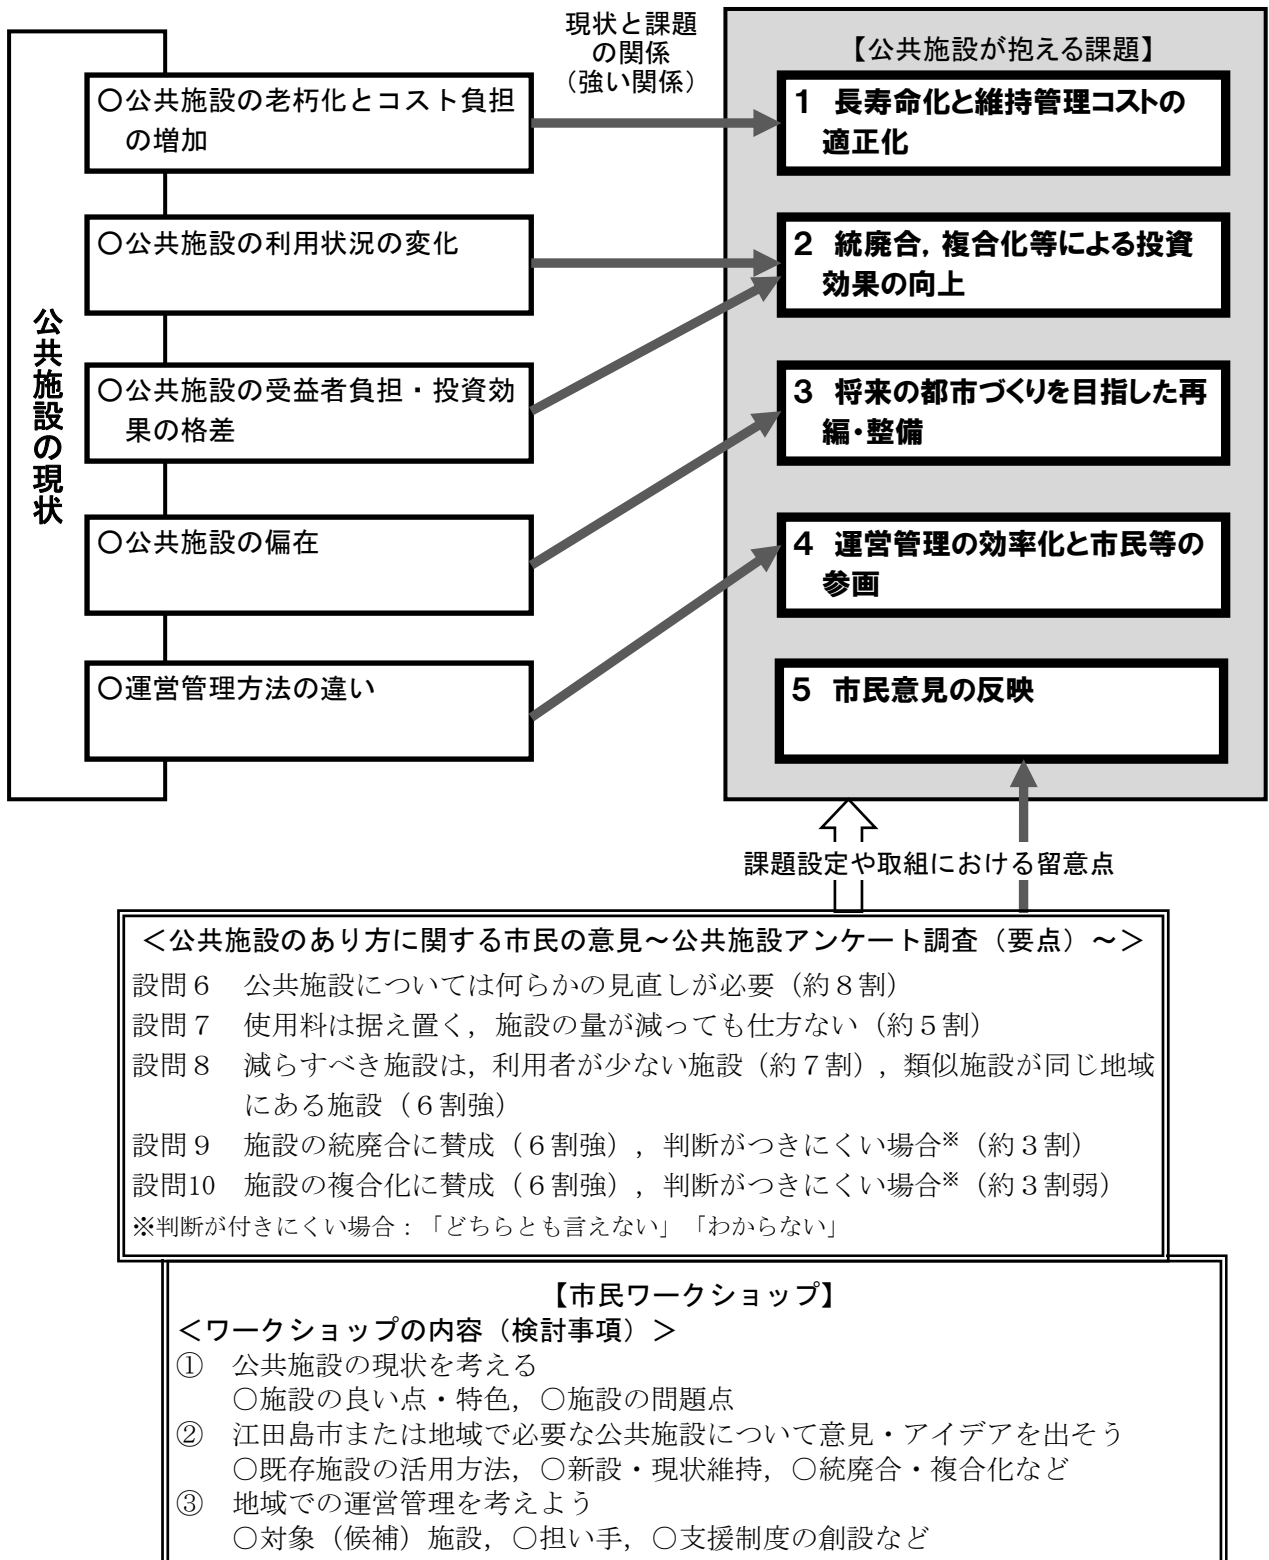 現状と課題
の関係
（強い関係）
公共施設の現状
○公共施設の老朽化とコスト負担
の増加
○公共施設の利用状況の変化
○公共施設の受益者負担・投資効
果の格差
○公共施設の偏在
○運営管理方法の違い
【公共施設が抱える課題】
１　長寿命化と維持管理コストの
適正化
２　統廃合，複合化等による投資
効果の向上
３　将来の都市づくりを目指した再
編・整備
４　運営管理の効率化と市民等の
参画
５　市民意見の反映
課題設定や取組における留意点
＜公共施設のあり方に関する市民の意見～公共施設アンケート調査（要点）～＞
設問６　公共施設については何らかの見直しが必要（約８割）
設問７　使用料は据え置く，施設の量が減っても仕方ない（約５割）
設問８　減らすべき施設は，利用者が少ない施設（約７割），類似施設が同じ地域
にある施設（６割強）
設問９　施設の統廃合に賛成（６割強），判断がつきにくい場合※（約３割）
設問10　施設の複合化に賛成（６割強），判断がつきにくい場合※（約３割弱）
※判断が付きにくい場合：「どちらとも言えない」「わからない」
【市民ワークショップ】
＜ワークショップの内容（検討事項）＞
①　公共施設の現状を考える
○施設の良い点・特色，○施設の問題点
②　江田島市または地域で必要な公共施設について意見・アイデアを出そう
○既存施設の活用方法，○新設・現状維持，○統廃合・複合化など
③　地域での運営管理を考えよう
○対象（候補）施設，○担い手，○支援制度の創設など